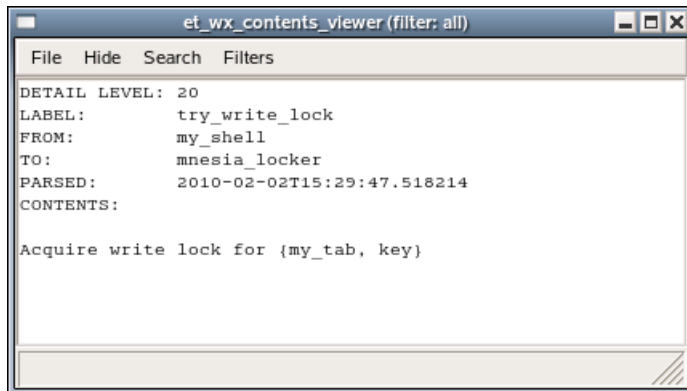 et_wx_contents_viewer (filter: all)
File Hide Search Filters
DETAIL LEVEL: 20
LABEL: try_write_lock
FROM: my_shell
TO: mnesia_locker
PARSED: 2010-02-02T15:29:47.518214
CONTENTS:
Acquire write lock for {my_tab, key}